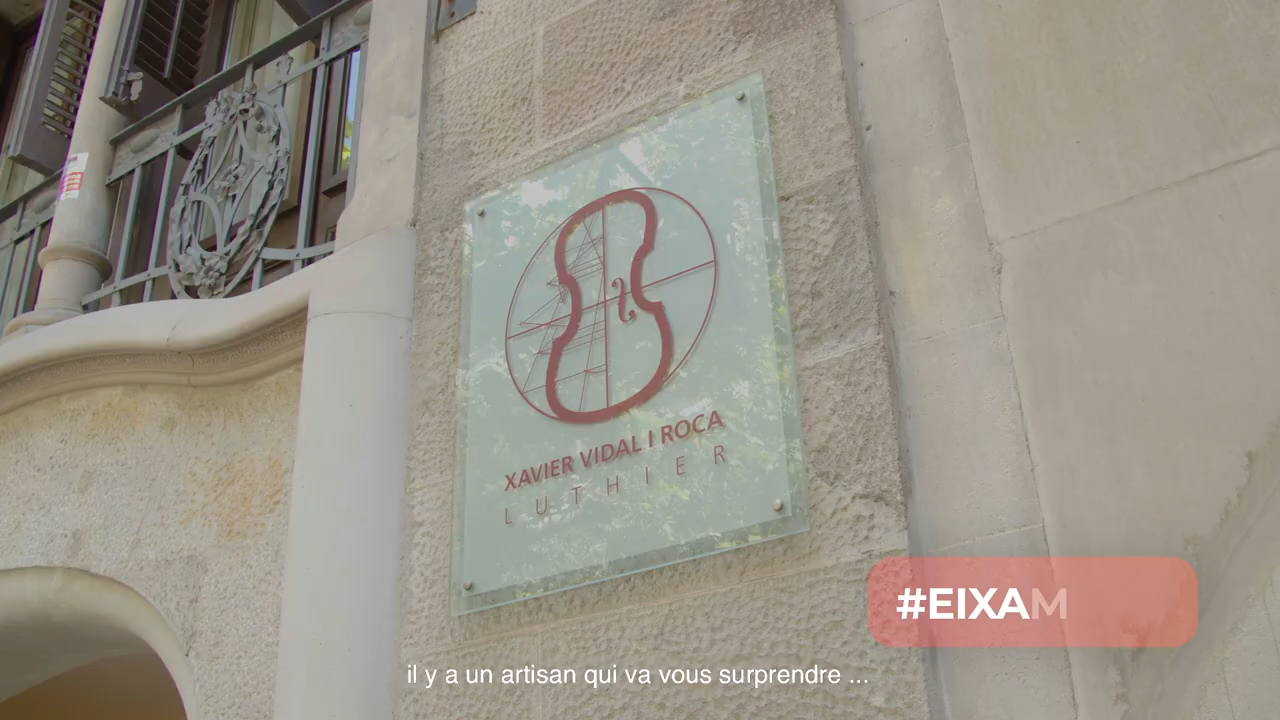 XAVIER VIDAL I ROCA
LUTHIER
#EIXAM
il y a un artisan qui va vous surprendre ...